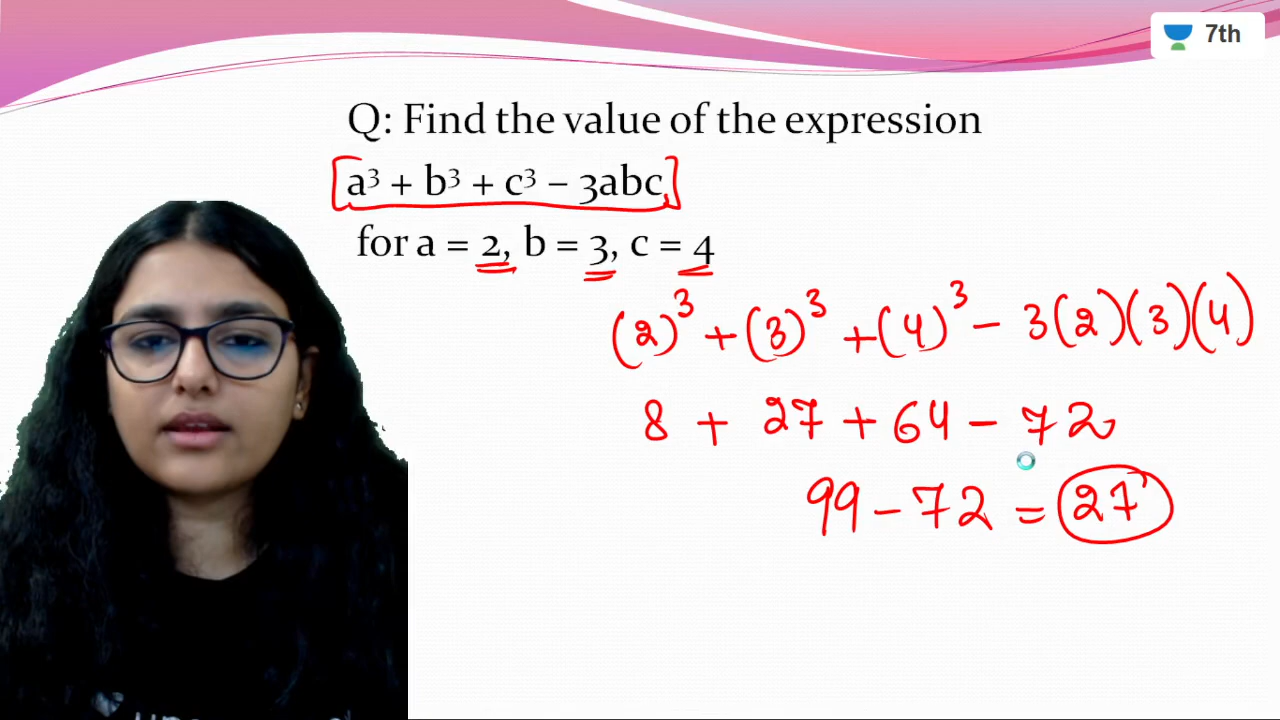 7th
Q: Find the value of the expression
a³ + b³ + c³ – 3abc
for a = 2, b = 3, c = 4
(2)³ + (3)³ + (4)³ – 3(2)(3)(4)
8 + 27 + 64 – 72
99 – 72 = 27